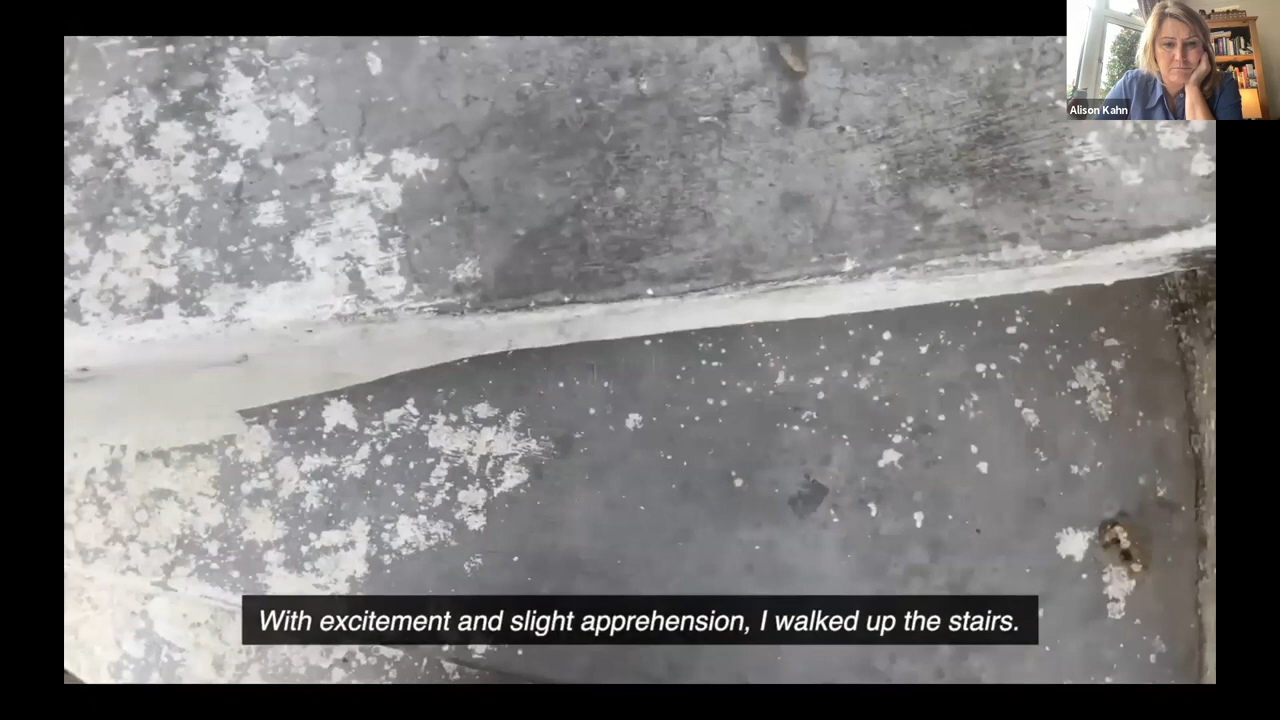 Alison Kahn
With excitement and slight apprehension, I walked up the stairs.